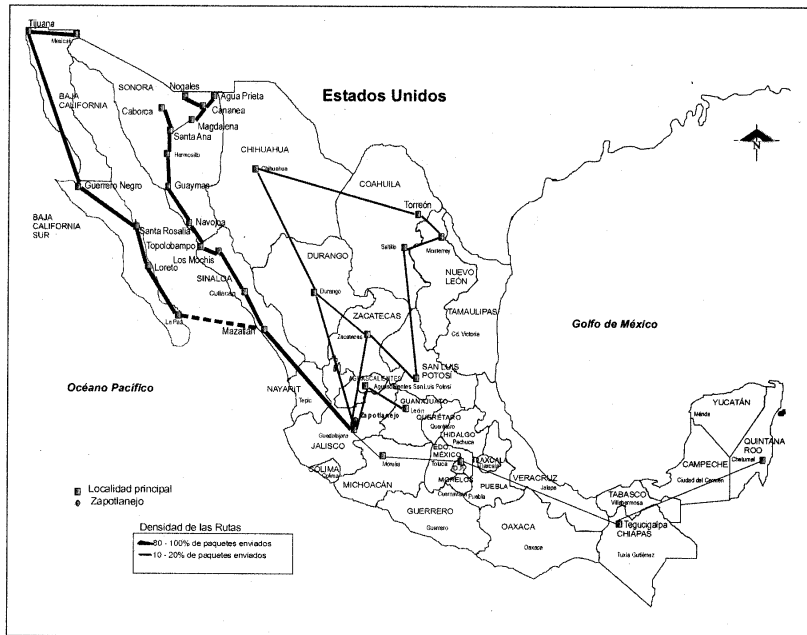 Tijuana
Mexicali
BAJA
CALIFORNIA
SONORA
Nogales
Agua Prieta
Caborca
Cananea
Magdalena
Santa Ana
Hermosillo
Estados Unidos
N
CHIHUAHUA
Chihuahua
COAHUILA
Guerrero Negro
Guaymas
BAJA
CALIFORNIA
SUR
Santa Rosalía
Navojoa
Topolobampo
Los Mochis
Torreón
Saltillo
Monterrey
Loreto
SINALOA
Culiacán
DURANGO
Durango
NUEVO
LEÓN
La Paz
Mazatlán
ZACATECAS
Zacatecas
TAMAULIPAS
Cd. Victoria
Golfo de México
Océano Pacífico
NAYARIT
Tepic
SAN LUIS
POTOSÍ
AGUASCALIENTES
Aguascalientes
San Luis Potosí
GUANAJUATO
León
Zapotlanejo
QUERÉTARO
Querétaro
HIDALGO
Pachuca
Guadalajara
JALISCO
YUCATÁN
Mérida
QUINTANA
ROO
Chetumal
CAMPECHE
Ciudad del Carmen
COLIMA
Colima
Morelia
MICHOACÁN
EDO.
MÉXICO
Toluca
D.F.
TLAXCALA
Tlaxcala
MORELOS
Cuernavaca
PUEBLA
Puebla
VERACRUZ
Jalapa
TABASCO
Villahermosa
GUERRERO
Guerrero
OAXACA
Oaxaca
Tegucigalpa
CHIAPAS
Tuxla Gutiérrez
Localidad principal
Zapotlanejo
Densidad de las Rutas
80 - 100% de paquetes enviados
10 - 20% de paquetes enviados